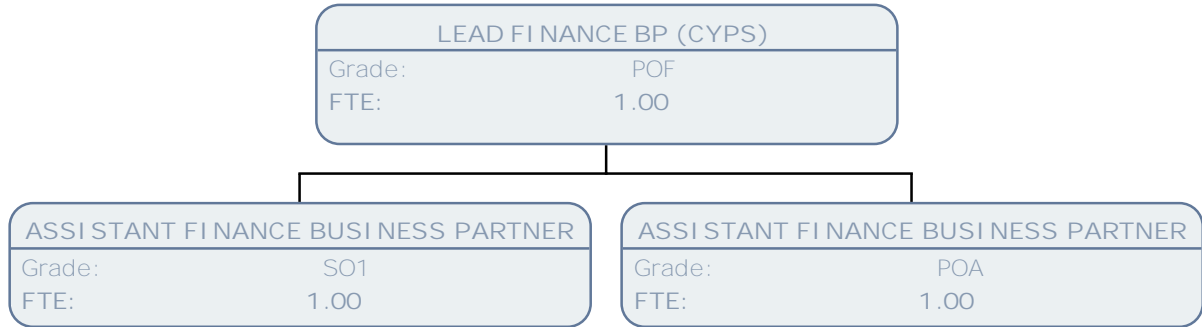 LEAD FINANCE BP (CYPS)
Grade: POF
FTE: 1.00
ASSISTANT FINANCE BUSINESS PARTNER
Grade: SO1
FTE: 1.00
ASSISTANT FINANCE BUSINESS PARTNER
Grade: POA
FTE: 1.00